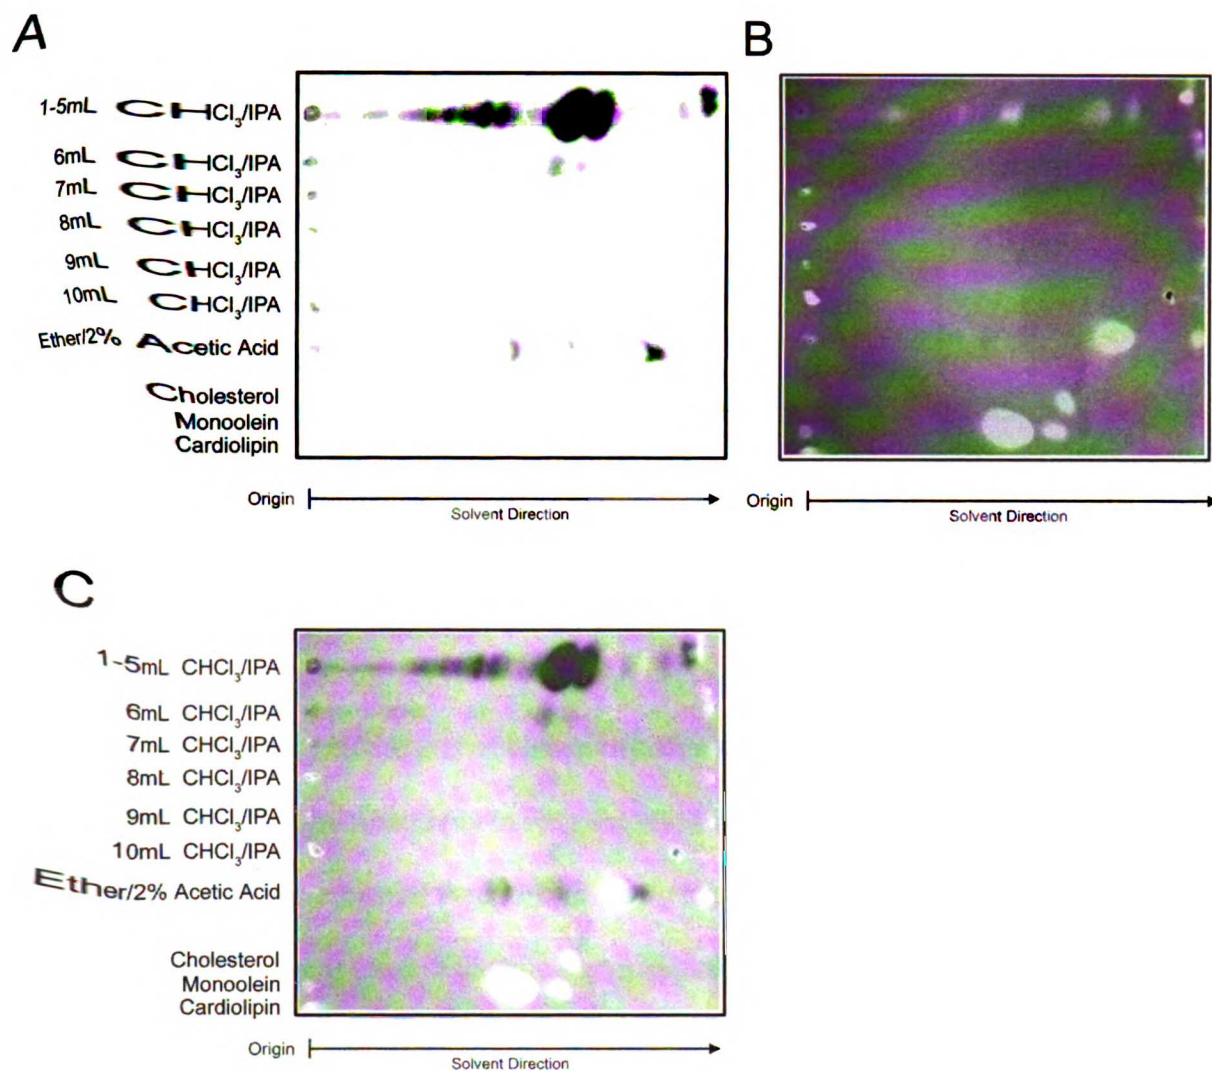 A
B
1-5mL CHCl3/IPA
6mL CHCl3/IPA
7mL CHCl3/IPA
8mL CHCl3/IPA
9mL CHCl3/IPA
10mL CHCl3/IPA
Ether/2% Acetic Acid
Cholesterol
Monoolein
Cardiolipin
Origin
Solvent Direction
Origin
Solvent Direction
C
1-5mL CHCl3/IPA
6mL CHCl3/IPA
7mL CHCl3/IPA
8mL CHCl3/IPA
9mL CHCl3/IPA
10mL CHCl3/IPA
Ether/2% Acetic Acid
Cholesterol
Monoolein
Cardiolipin
Origin
Solvent Direction